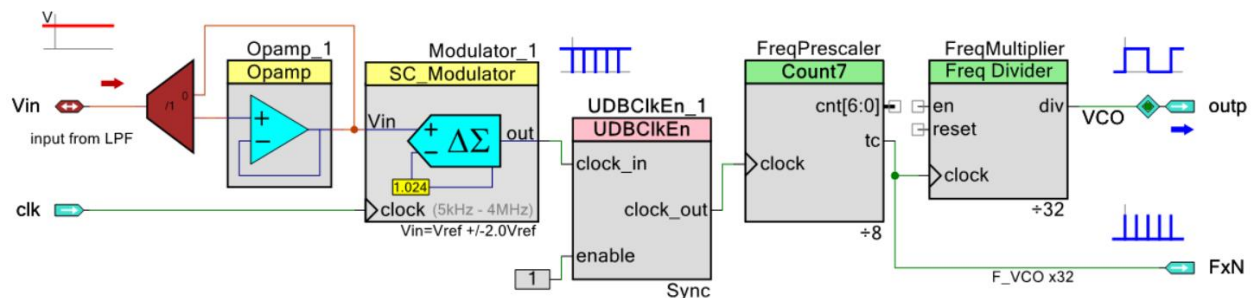 V
Opamp_1
Opamp
+
-
Vin
input from LPF
/1
0
1
clk
Modulator_1
SC_Modulator
Vin
+
-
ΔΣ
out
1.024
clock (5kHz - 4MHz)
Vin=Vref +/-2.0Vref
UDBClkEn_1
UDBClkEn
clock_in
clock_out
enable
1
Sync
FreqPrescaler
Count7
cnt[6:0]
tc
clock
÷8
FreqMultiplier
Freq Divider
en
div
reset
clock
÷32
VCO
outp
F_VCO x32
FxN